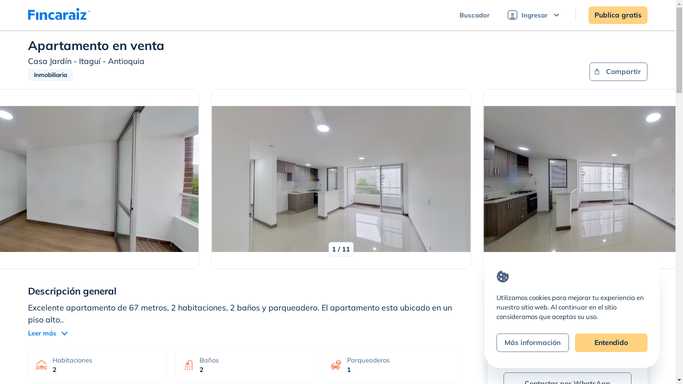 Fincaraiz
Buscador
Ingresar
Publica gratis
Apartamento en venta
Casa Jardín - Itaguí - Antioquia
Inmobiliaria
Compartir
1 / 11
Descripción general
Excelente apartamento de 67 metros, 2 habitaciones, 2 baños y parqueadero. El apartamento esta ubicado en un
piso alto..
Leer más
Habitaciones
2
Baños
2
Parqueaderos
1
Utilizamos cookies para mejorar tu experiencia en
nuestro sitio web. Al continuar en el sitio
consideramos que aceptas su uso.
Más información
Entendido
Contactar por WhatsApp